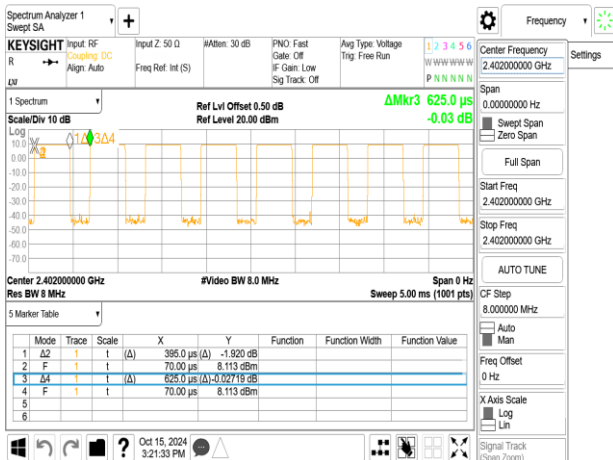 Spectrum Analyzer 1
Swept SA
Frequency
KEYSIGHT
R
Input: RF
Coupling: DC
Align: Auto
Input Z: 50 Ω
Freq Ref: Int (S)
#Atten: 30 dB
PNO: Fast
Gate: Off
IF Gain: Low
Sig Track: Off
Avg Type: Voltage
Trig: Free Run
1 2 3 4 5 6
W W W W W W
P N N N N N
Settings
1 Spectrum
Scale/Div 10 dB
Ref Lvl Offset 0.50 dB
Ref Level 20.00 dBm
ΔMkr3 625.0 µs
-0.03 dB
Log
10.0
0.00
-10.0
-20.0
-30.0
-40.0
-50.0
-60.0
-70.0
3Δ4
Center 2.402000000 GHz
Res BW 8 MHz
#Video BW 8.0 MHz
Span 0 Hz
Sweep 5.00 ms (1001 pts)
5 Marker Table
Mode Trace Scale X Y Function Function Width Function Value
1 Δ2 1 t (Δ) 395.0 µs (Δ) -1.920 dB
2 F 1 t 70.00 µs 8.113 dBm
3 Δ4 1 t (Δ) 625.0 µs (Δ) -0.02719 dB
4 F 1 t 70.00 µs 8.113 dBm
5
6
Oct 15, 2024
3:21:33 PM
Center Frequency
2.402000000 GHz
Span
0.00000000 Hz
Swept Span
Zero Span
Full Span
Start Freq
2.402000000 GHz
Stop Freq
2.402000000 GHz
AUTO TUNE
CF Step
8.000000 MHz
Auto
Man
Freq Offset
0 Hz
X Axis Scale
Log
Lin
Signal Track
(Span Zoom)